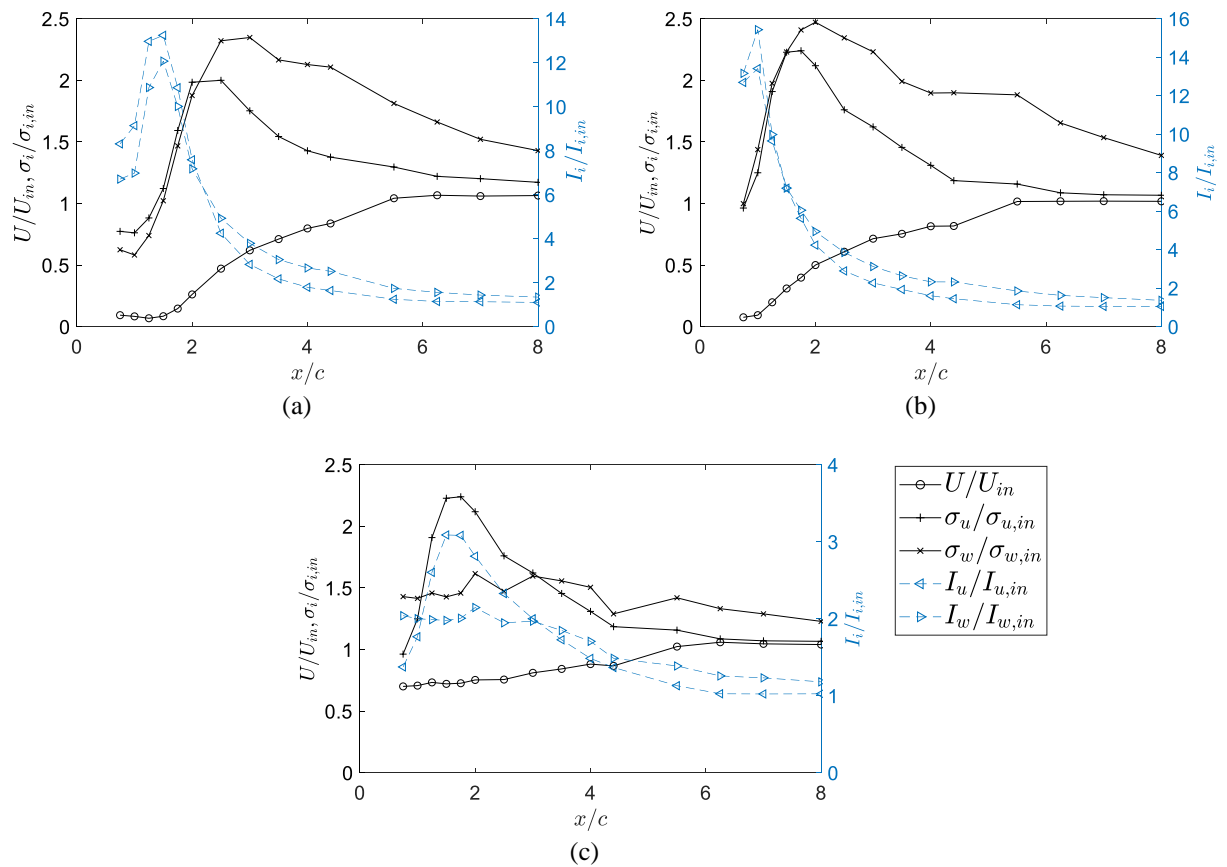 2.5
2
1.5
1
0.5
0
U/U_{in}, σ_i/σ_{i,in}
14
12
10
8
6
4
2
0
I_i/I_{i,in}
0 2 4 6 8
x/c
(a)
2.5
2
1.5
1
0.5
0
U/U_{in}, σ_i/σ_{i,in}
16
14
12
10
8
6
4
2
0
I_i/I_{i,in}
0 2 4 6 8
x/c
(b)
2.5
2
1.5
1
0.5
0
U/U_{in}, σ_i/σ_{i,in}
4
3
2
1
0
I_i/I_{i,in}
0 2 4 6 8
x/c
(c)
U/U_{in}
σ_u/σ_{u,in}
σ_w/σ_{w,in}
I_u/I_{u,in}
I_w/I_{w,in}